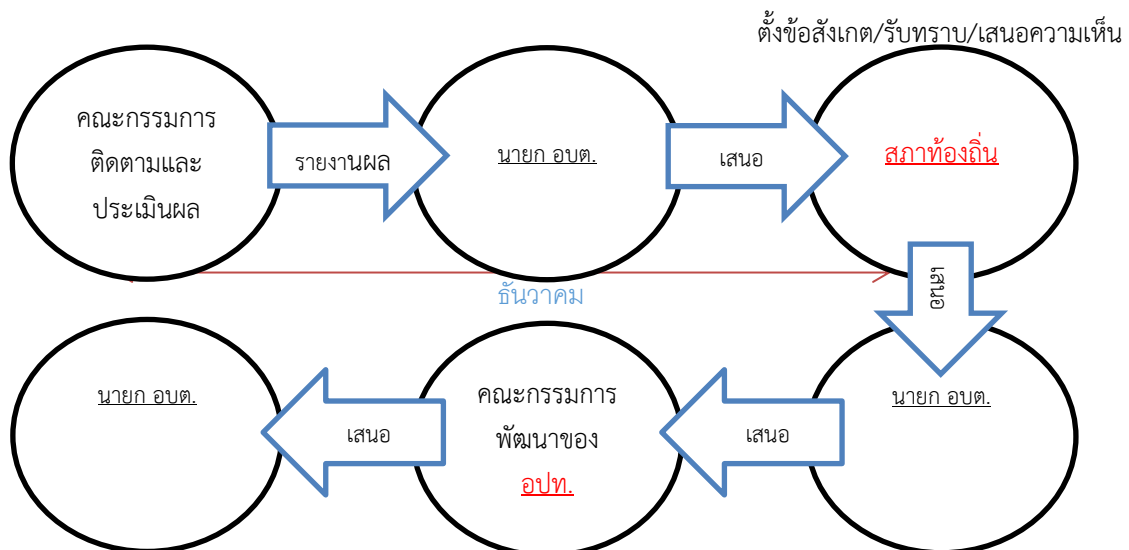 ตั้งข้อสังเกต/รับทราบ/เสนอความเห็น
คณะกรรมการ
ติดตามและ
ประเมินผล
รายงานผล
นายก อบต.
เสนอ
สภาท้องถิ่น
ธันวาคม
เสนอ
นายก อบต.
เสนอ
คณะกรรมการ
พัฒนาของ
อปท.
เสนอ
นายก อบต.